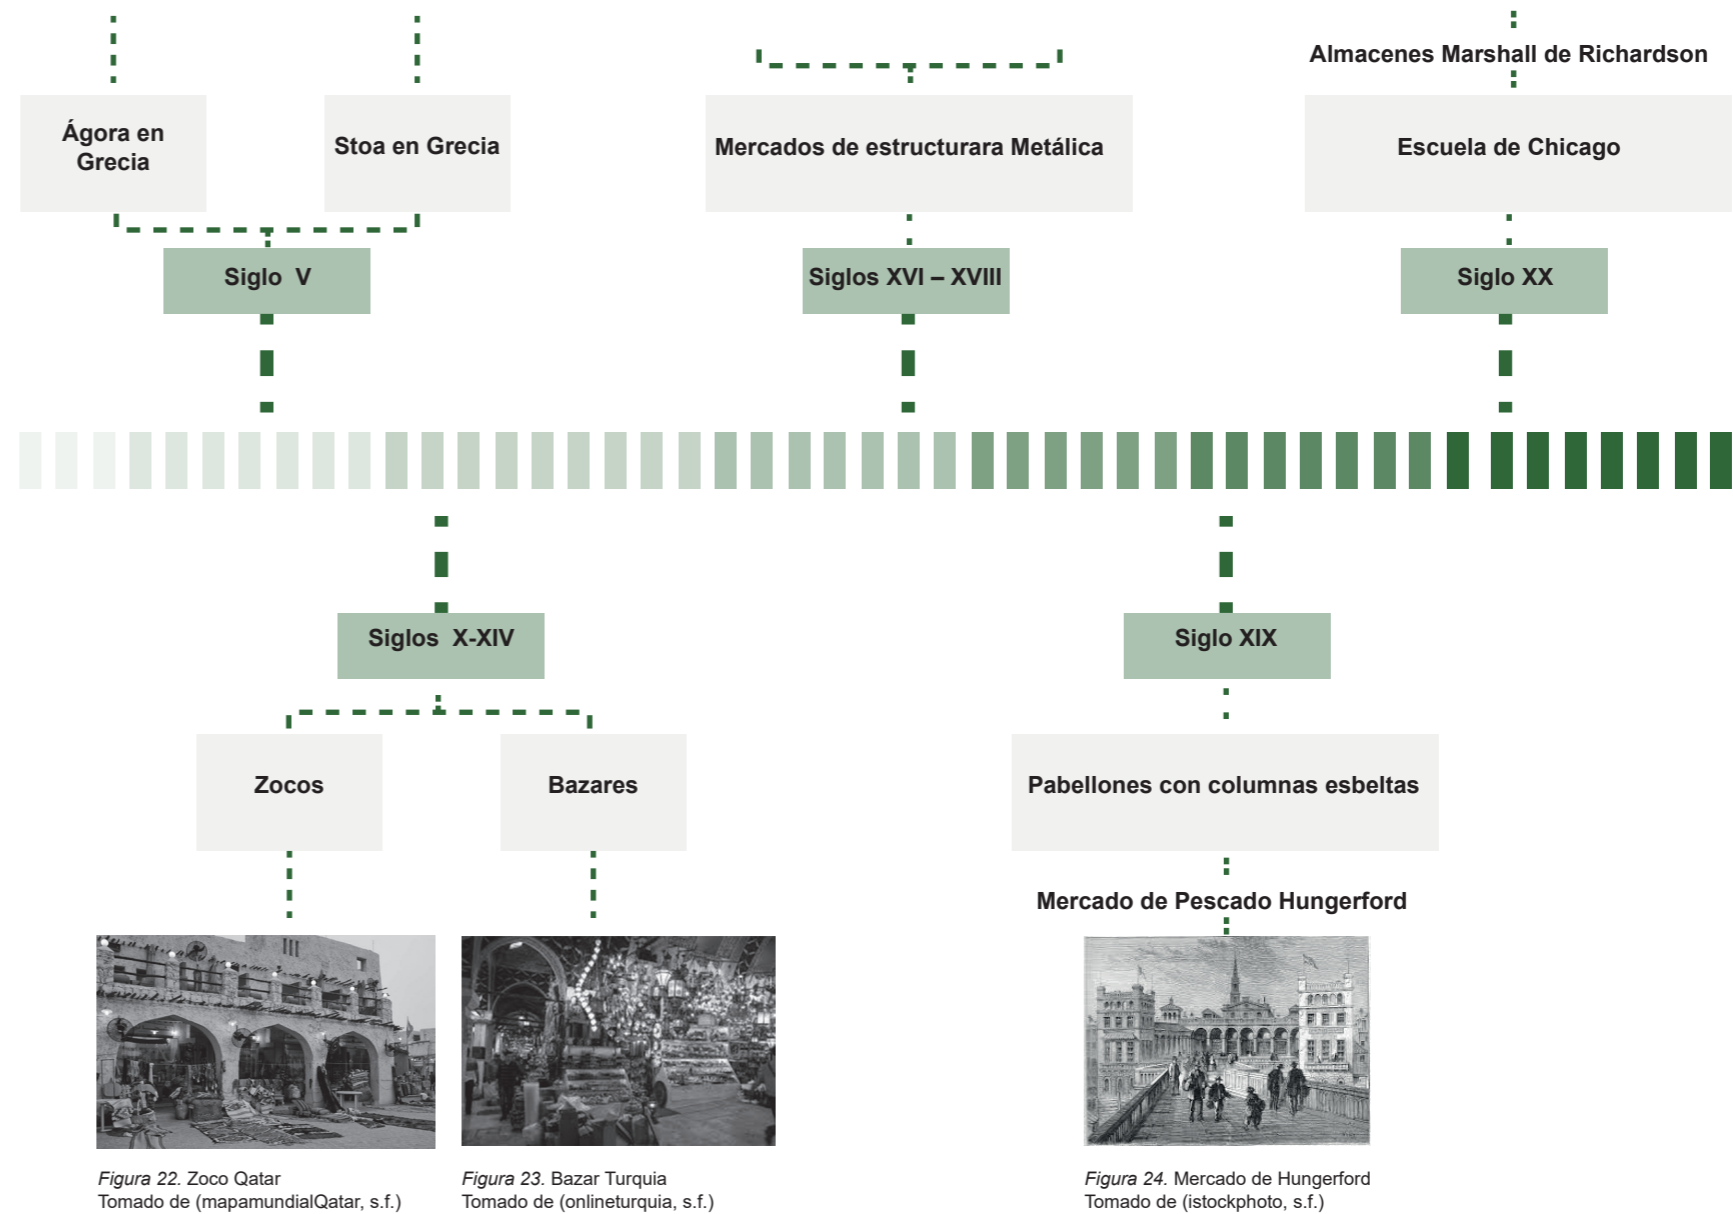 Almacenes Marshall de Richardson
Ágora en
Grecia
Stoa en Grecia
Mercados de estructurara Metálica
Escuela de Chicago
Siglo V
Siglos XVI – XVIII
Siglo XX
Siglos X-XIV
Siglo XIX
Zocos
Bazares
Pabellones con columnas esbeltas
Mercado de Pescado Hungerford
Figura 22. Zoco Qatar
Tomado de (mapamundialQatar, s.f.)
Figura 23. Bazar Turquia
Tomado de (onlineturquia, s.f.)
Figura 24. Mercado de Hungerford
Tomado de (istockphoto, s.f.)